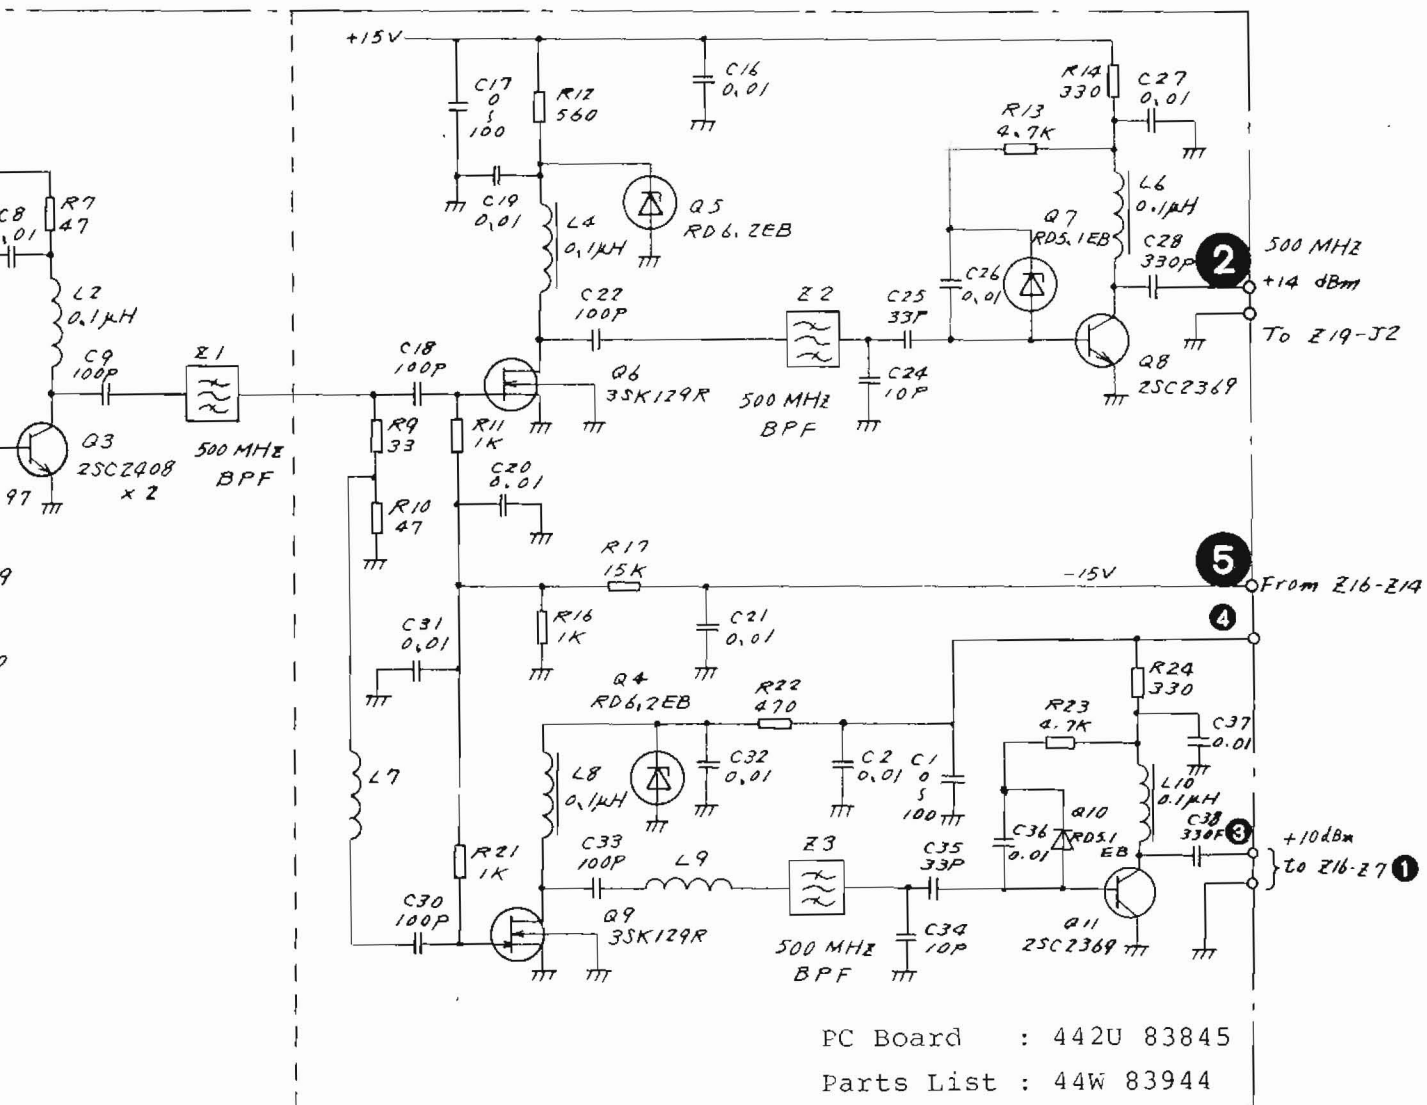 +15V
C17
0
S
100
R12
560
C16
0.01
R14
330
C27
0.01
R13
4.7K
C8
.01
R7
47
C19
0.01
L4
0.1μH
Q5
RD6.2EB
L6
0.1μH
Q7
RD5.1EB
C28
330P
2
500 MHz
+14 dBm
To Z19-J2
L2
0.1μH
C9
100P
Z1
C18
100P
C22
100P
Z2
C25
33P
C26
0.01
Q6
3SK129R
500 MHz
BPF
C24
10P
Q8
2SC2369
Q3
2SC2408
x 2
500 MHz
BPF
R9
33
R11
1K
97
R10
47
C20
0.01
R17
15K
-15V
5
From Z16-Z14
9
C31
0.01
R16
1K
C21
0.01
4
Q4
RD6.2EB
R22
470
R24
330
R23
4.7K
C37
0.01
L7
L8
0.1μH
C32
0.01
C2
0.01
C1
0
S
100
L10
0.1μH
C36
0.01
Q10
RD5.1
EB
C38
330F
3
+10dBm
to Z16-Z7 1
C33
100P
L9
Z3
C35
33P
R21
1K
C30
100P
Q9
3SK129R
500 MHz
BPF
C34
10P
Q11
2SC2369
PC Board : 442U 83845
Parts List : 44W 83944